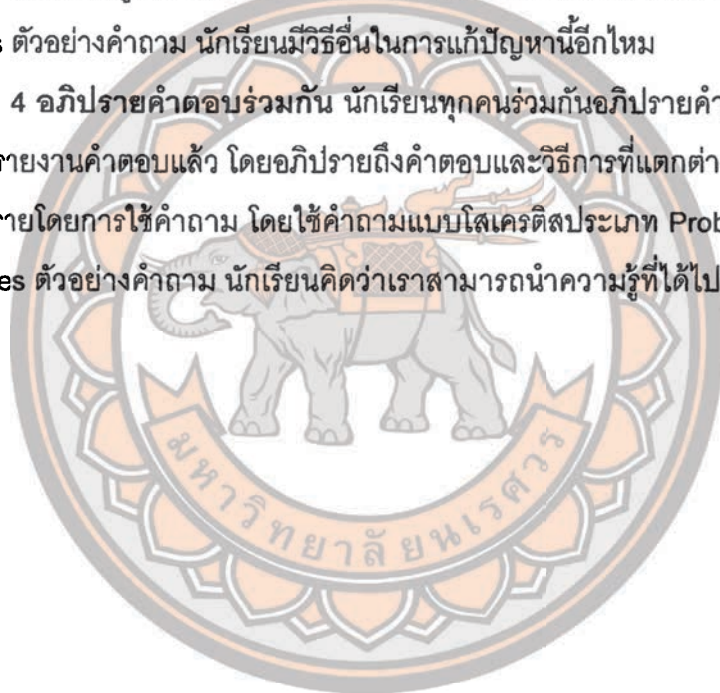 ตัวอย่างคำถาม นักเรียนมีวิธีอื่นในการแก้ปัญหานี้อีกไหม
4 อภิปรายคำตอบร่วมกัน นักเรียนทุกคนร่วมกันอภิปรายคำ
รายงานคำตอบแล้ว โดยอภิปรายถึงคำตอบและวิธีการที่แตกต่า
รายโดยการใช้คำถาม โดยใช้คำถามแบบโสเครติสประเภท Prob
es ตัวอย่างคำถาม นักเรียนคิดว่าเราสามารถนำความรู้ที่ได้ไป
มหาวิทยาลัยนเรศวร